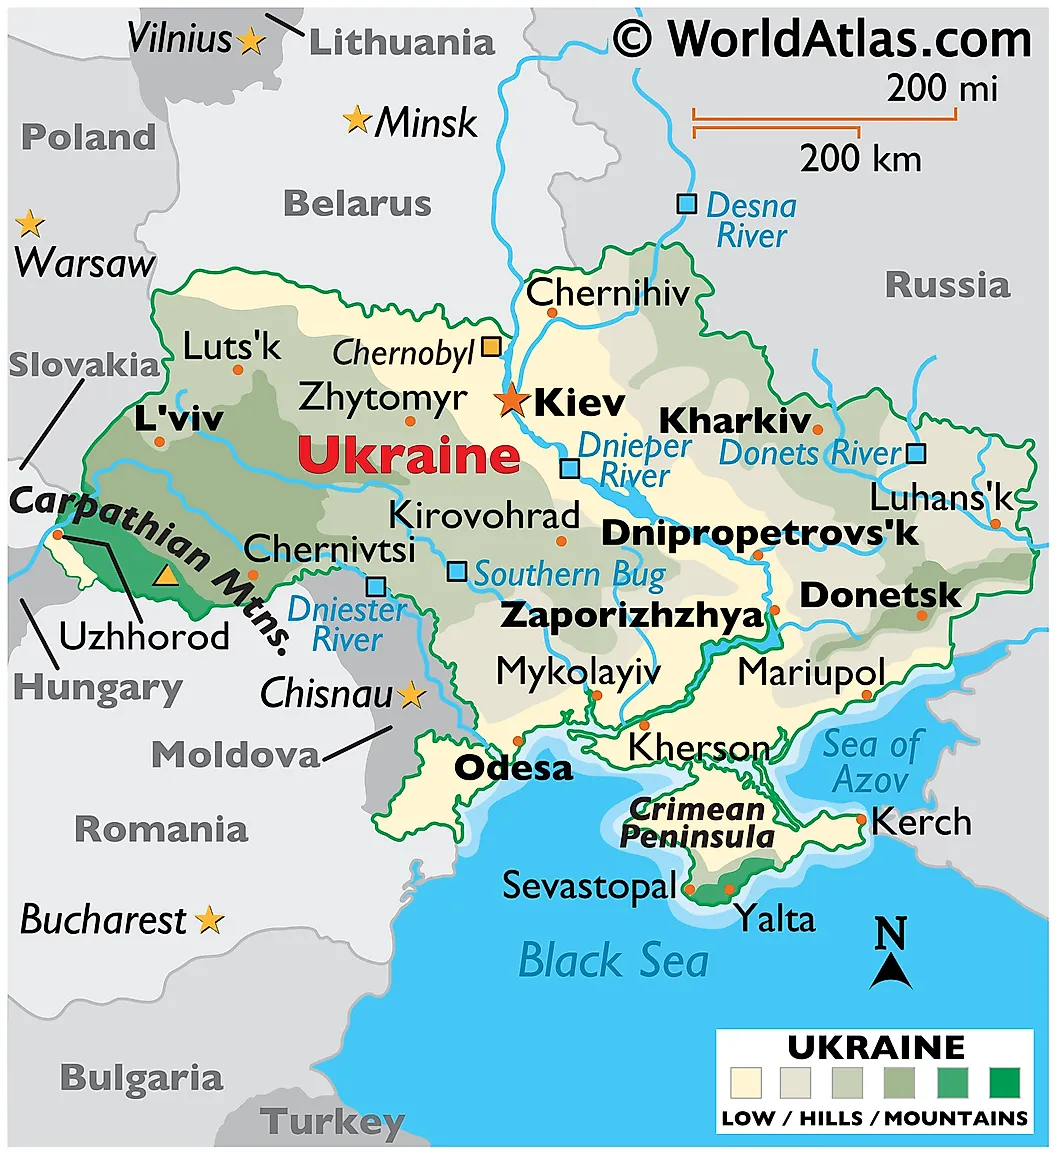 Vilnius
Lithuania
© WorldAtlas.com
200 mi
200 km
Minsk
Poland
Belarus
Desna
River
Warsaw
Russia
Chernihiv
Slovakia
Luts'k
Chernobyl
Zhytomyr
Kiev
L'viv
Kharkiv
Ukraine
Dnieper
River
Donets River
Carpathian Mtns.
Kirovohrad
Luhans'k
Dnipropetrovs'k
Chernivtsi
Southern Bug
Dniester
River
Zaporizhzhya
Donetsk
Uzhhorod
Hungary
Chisnau
Mykolayiv
Mariupol
Moldova
Odesa
Kherson
Sea of
Azov
Romania
Crimean
Peninsula
Kerch
Sevastopal
Bucharest
Yalta
N
Black Sea
Bulgaria
Turkey
UKRAINE
LOW / HILLS / MOUNTAINS